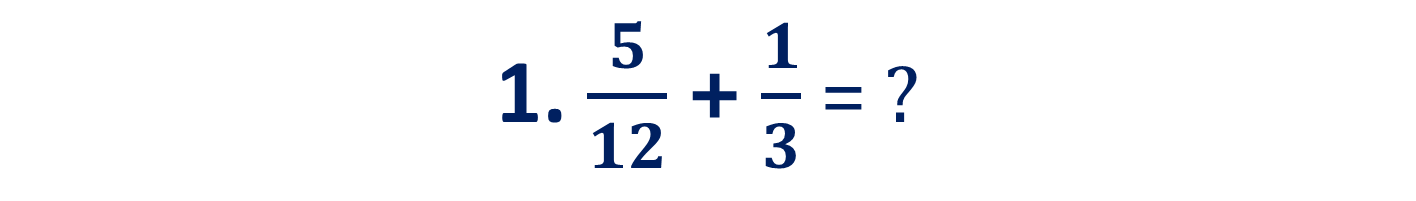 1. 5/12 + 1/3 = ?